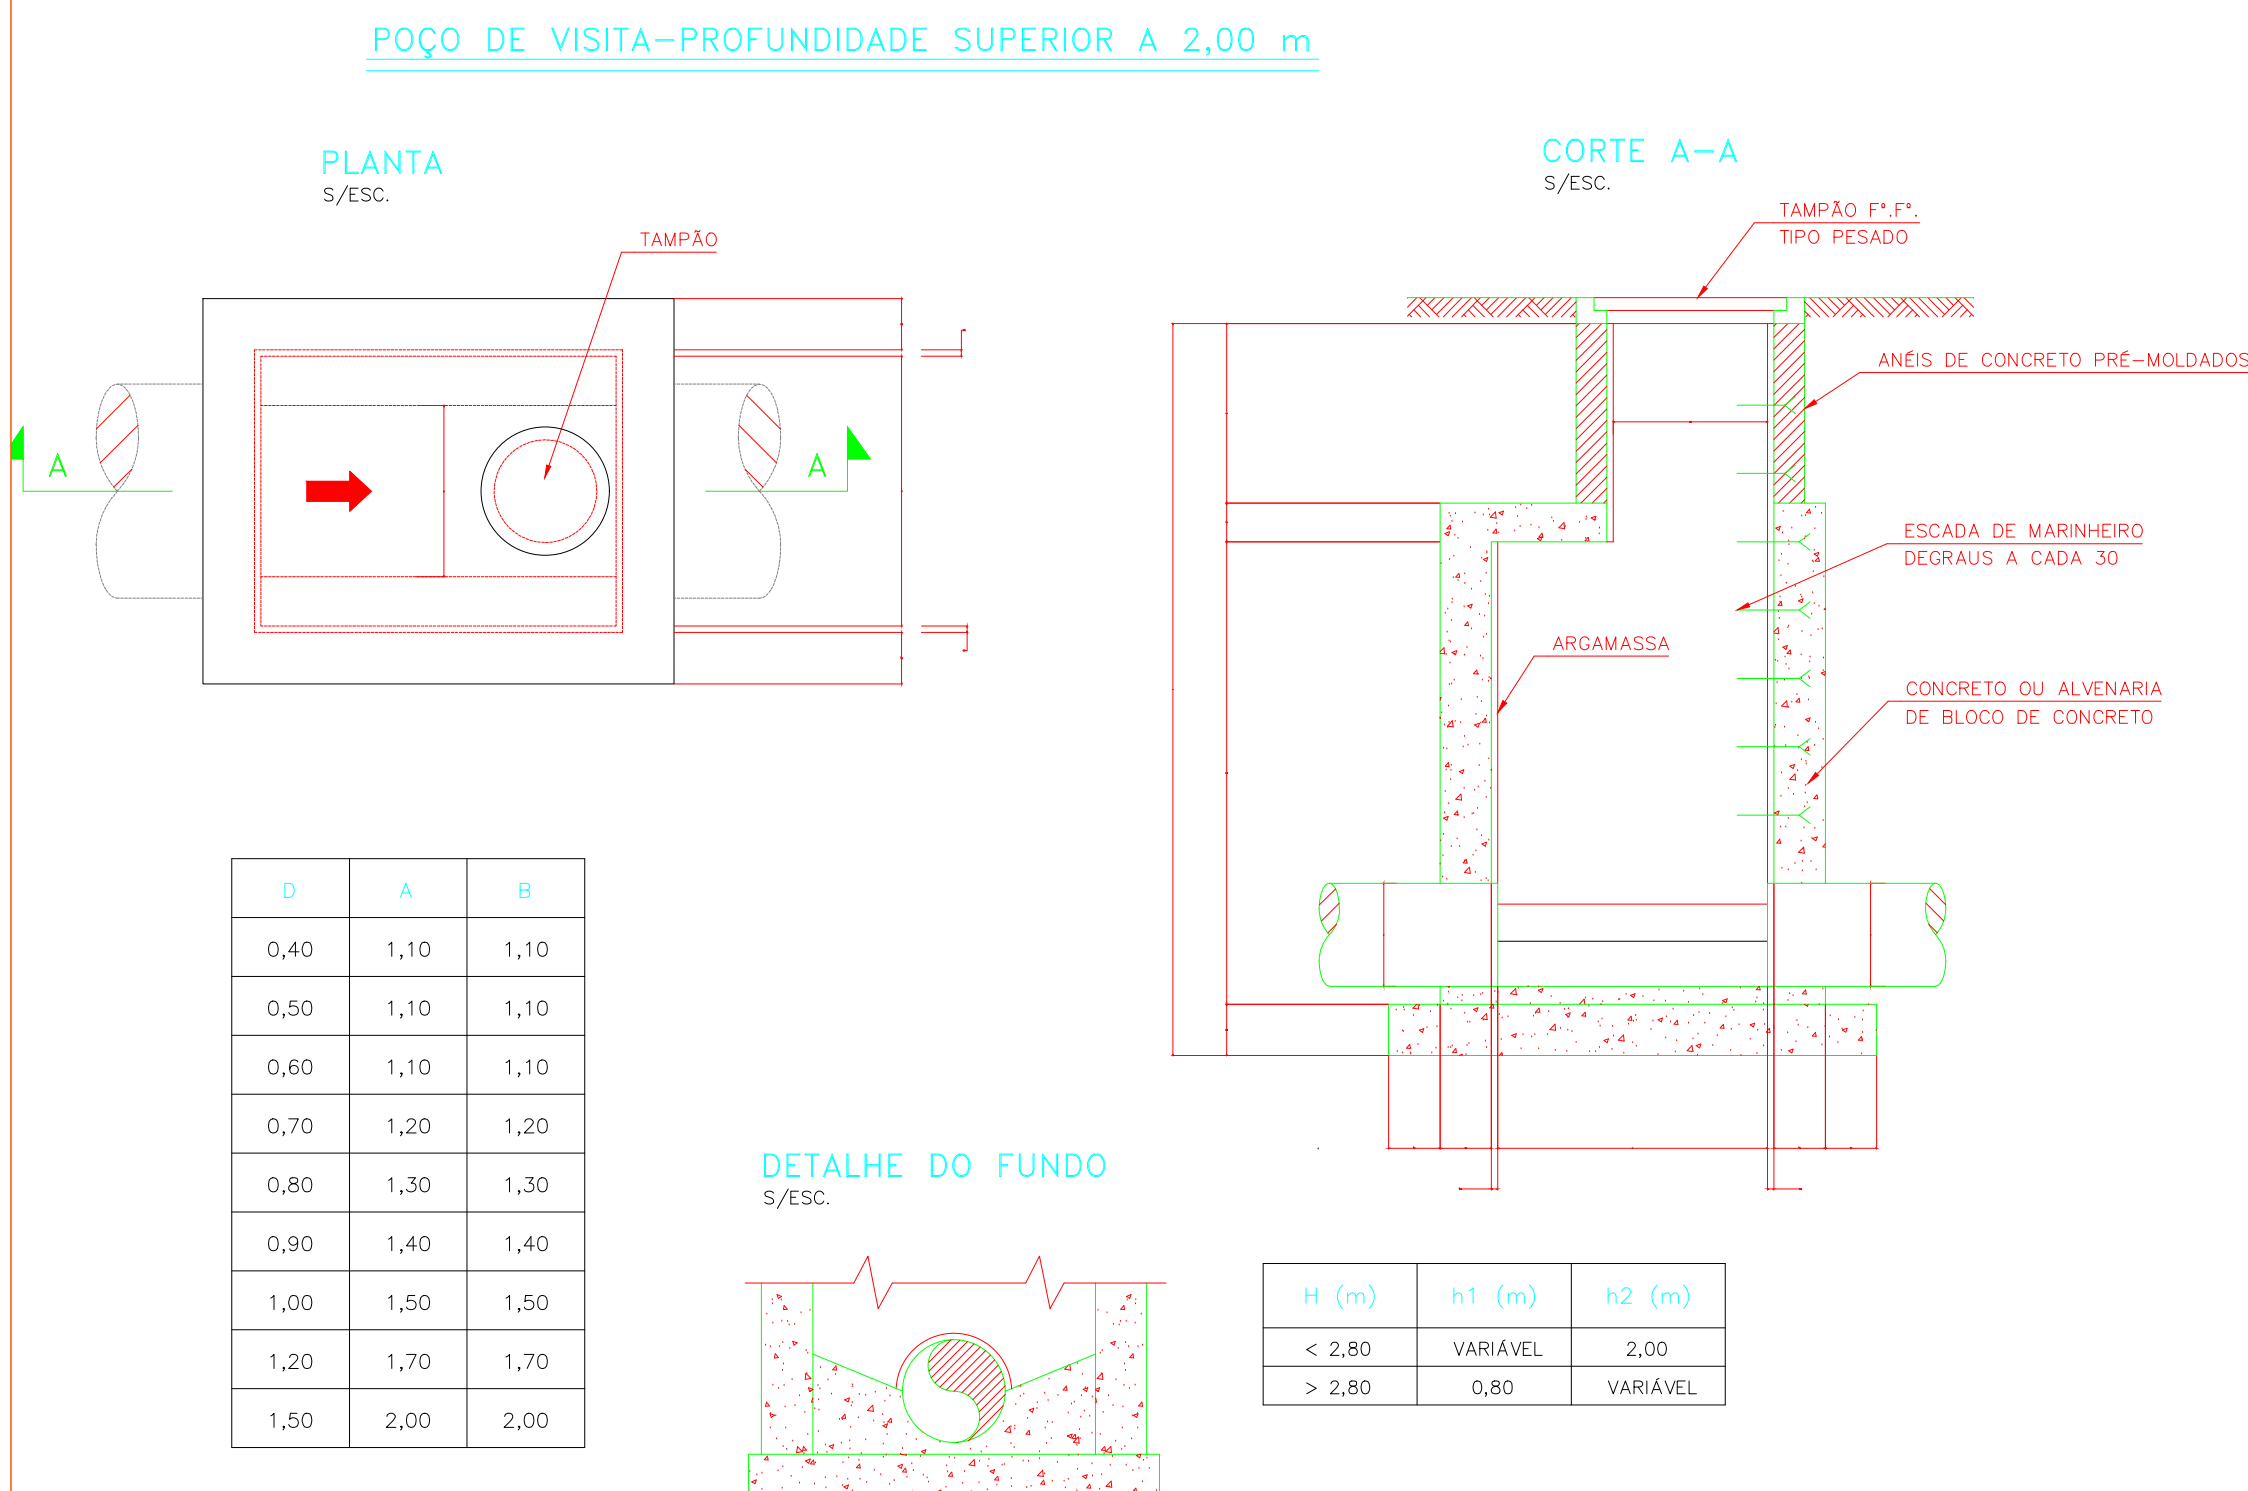 POÇO DE VISITA-PROFUNDIDADE SUPERIOR A 2,00 m
PLANTA
S/ESC.
TAMPÃO
A
A
CORTE A-A
S/ESC.
TAMPÃO Fº.Fº.
TIPO PESADO
ANÉIS DE CONCRETO PRÉ-MOLDADOS
ESCADA DE MARINHEIRO
DEGRAUS A CADA 30
ARGAMASSA
CONCRETO OU ALVENARIA
DE BLOCO DE CONCRETO
D A B
0,40 1,10 1,10
0,50 1,10 1,10
0,60 1,10 1,10
0,70 1,20 1,20
0,80 1,30 1,30
0,90 1,40 1,40
1,00 1,50 1,50
1,20 1,70 1,70
1,50 2,00 2,00
DETALHE DO FUNDO
S/ESC.
H (m) h1 (m) h2 (m)
< 2,80 VARIÁVEL 2,00
> 2,80 0,80 VARIÁVEL